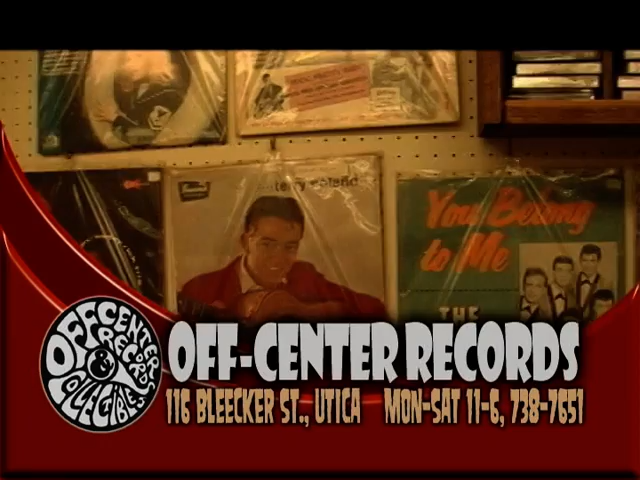 You Belong
to Me
THE
OFF CENTER
RECORDS
&
COLLECTIBLES
OFF-CENTER RECORDS
116 BLEECKER ST., UTICA MON-SAT 11-6, 738-7651